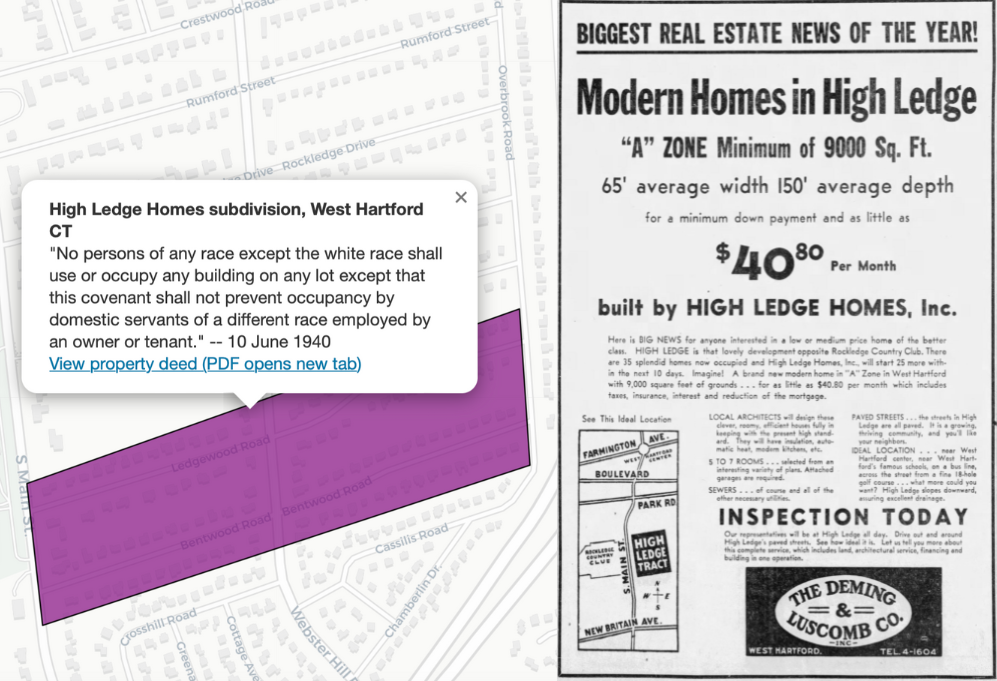 Crestwood Road
Rumford Street
Rumford Street
Overbrook Road
Rockledge Drive
Drive
×
High Ledge Homes subdivision, West Hartford
CT
"No persons of any race except the white race shall
use or occupy any building on any lot except that
this covenant shall not prevent occupancy by
domestic servants of a different race employed by
an owner or tenant." -- 10 June 1940
View property deed (PDF opens new tab)
Ledgewood Road
S Main St.
Bentwood Road
Bentwood Road
Cassilis Road
Chamberlin Dr.
Crosshill Road
Cottage Ave
Webster Hill
BIGGEST REAL ESTATE NEWS OF THE YEAR!
Modern Homes in High Ledge
"A" ZONE Minimum of 9000 Sq. Ft.
65' average width 150' average depth
for a minimum down payment and as little as
$40⁸⁰ Per Month
built by HIGH LEDGE HOMES, Inc.
Here is BIG NEWS for anyone interested in a low or medium price home of the better
class. HIGH LEDGE is that lovely development opposite Rockledge Country Club. There
are 35 splendid homes now occupied and High Ledge Homes, Inc., will start 25 more with-
in the next 10 days. Imagine! A brand new modern home in "A" Zone in West Hartford
with 9,000 square feet of grounds . . . for as little as $40.80 per month which includes
taxes, insurance, interest and reduction of the mortgage.
See This Ideal Location
FARMINGTON AVE.
WEST HARTFORD
CENTER
BOULEVARD
PARK RD
ROCKLEDGE
COUNTRY
CLUB
S. MAIN ST.
HIGH
LEDGE
TRACT
N
W E
S
NEW BRITAIN AVE.
LOCAL ARCHITECTS will design these
clever, roomy, efficient houses fully in
keeping with the present high stand-
ard. They will have insulation, auto-
matic heat, modern kitchens, etc.
5 TO 7 ROOMS . . . selected from an
interesting variety of plans. Attached
garages are required.
SEWERS . . . of course and all of the
other necessary utilities.
PAVED STREETS . . . the streets in High
Ledge are all paved. It is a growing,
thriving community, and you'll like
your neighbors.
IDEAL LOCATION . . . near West
Hartford center, near West Hart-
ford's famous schools, on a bus line,
across the street from a fine 18-hole
golf course . . . what more could you
want? High Ledge slopes downward,
assuring excellent drainage.
INSPECTION TODAY
Our representatives will be at High Ledge all day. Drive out and around
High Ledge's paved streets. See how ideal it is. Let us tell you more about
this complete service, which includes land, architectural service, financing and
building in one operation.
THE DEMING
&
LUSCOMB CO.
INC.
WEST HARTFORD. TEL. 4-1604